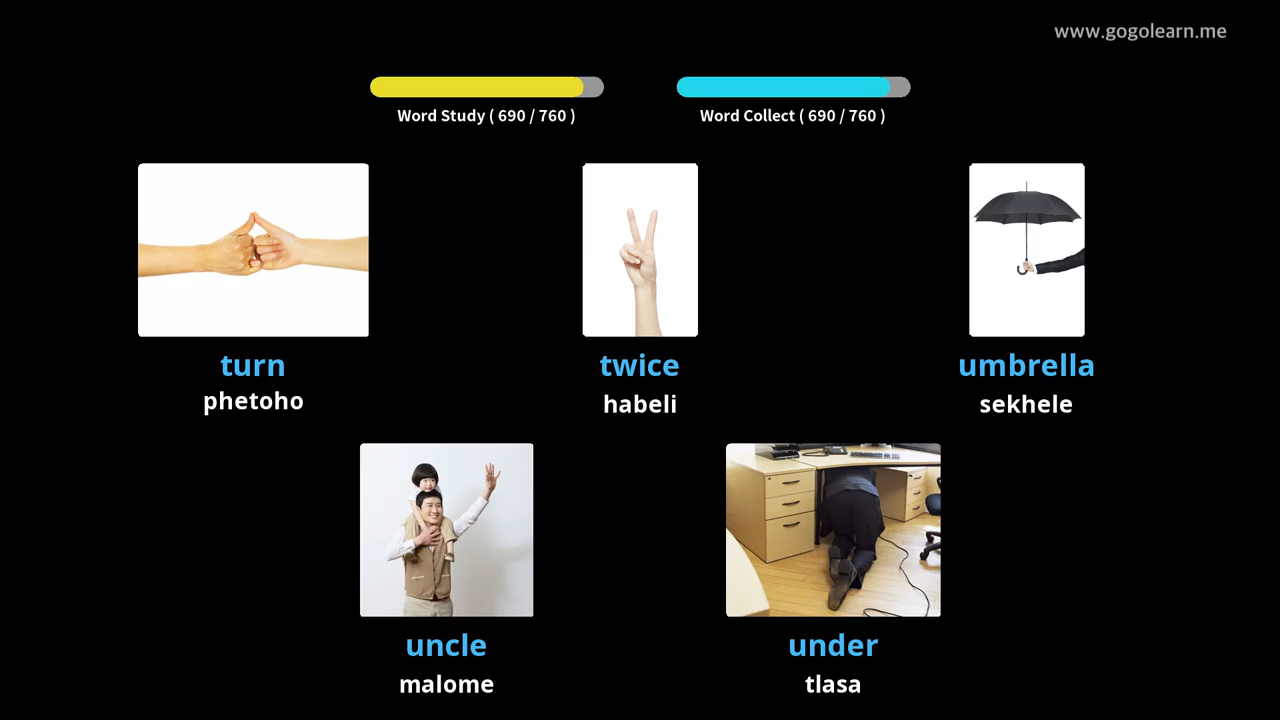 www.gogolearn.me
Word Study ( 690 / 760 )
Word Collect ( 690 / 760 )
turn
phetoho
twice
habeli
umbrella
sekhele
uncle
malome
under
tlasa